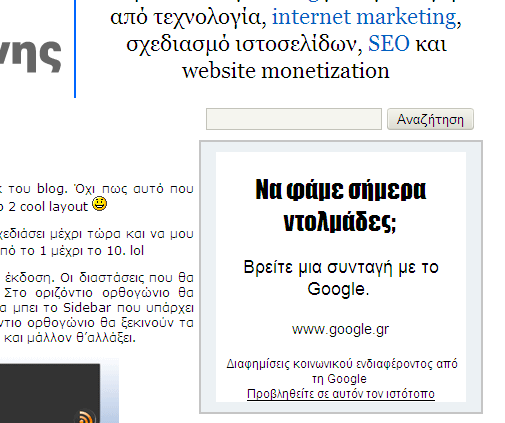 από τεχνολογία, internet marketing,
σχεδιασμό ιστοσελίδων, SEO και
website monetization
νης
Αναζήτηση
του blog. Όχι πως αυτό που
2 cool layout
σχεδιάσει μέχρι τώρα και να μου
από το 1 μέχρι το 10. lol
έκδοση. Οι διαστάσεις που θα
Στο οριζόντιο ορθογώνιο θα
μπει το Sidebar που υπάρχει
ορθογώνιο θα ξεκινούν τα
και μάλλον θ'αλλάξει.
Να φάμε σήμερα
ντολμάδες;
Βρείτε μια συνταγή με το
Google.
www.google.gr
Διαφημίσεις κοινωνικού ενδιαφέροντος από
τη Google
Προβληθείτε σε αυτόν τον ιστότοπο